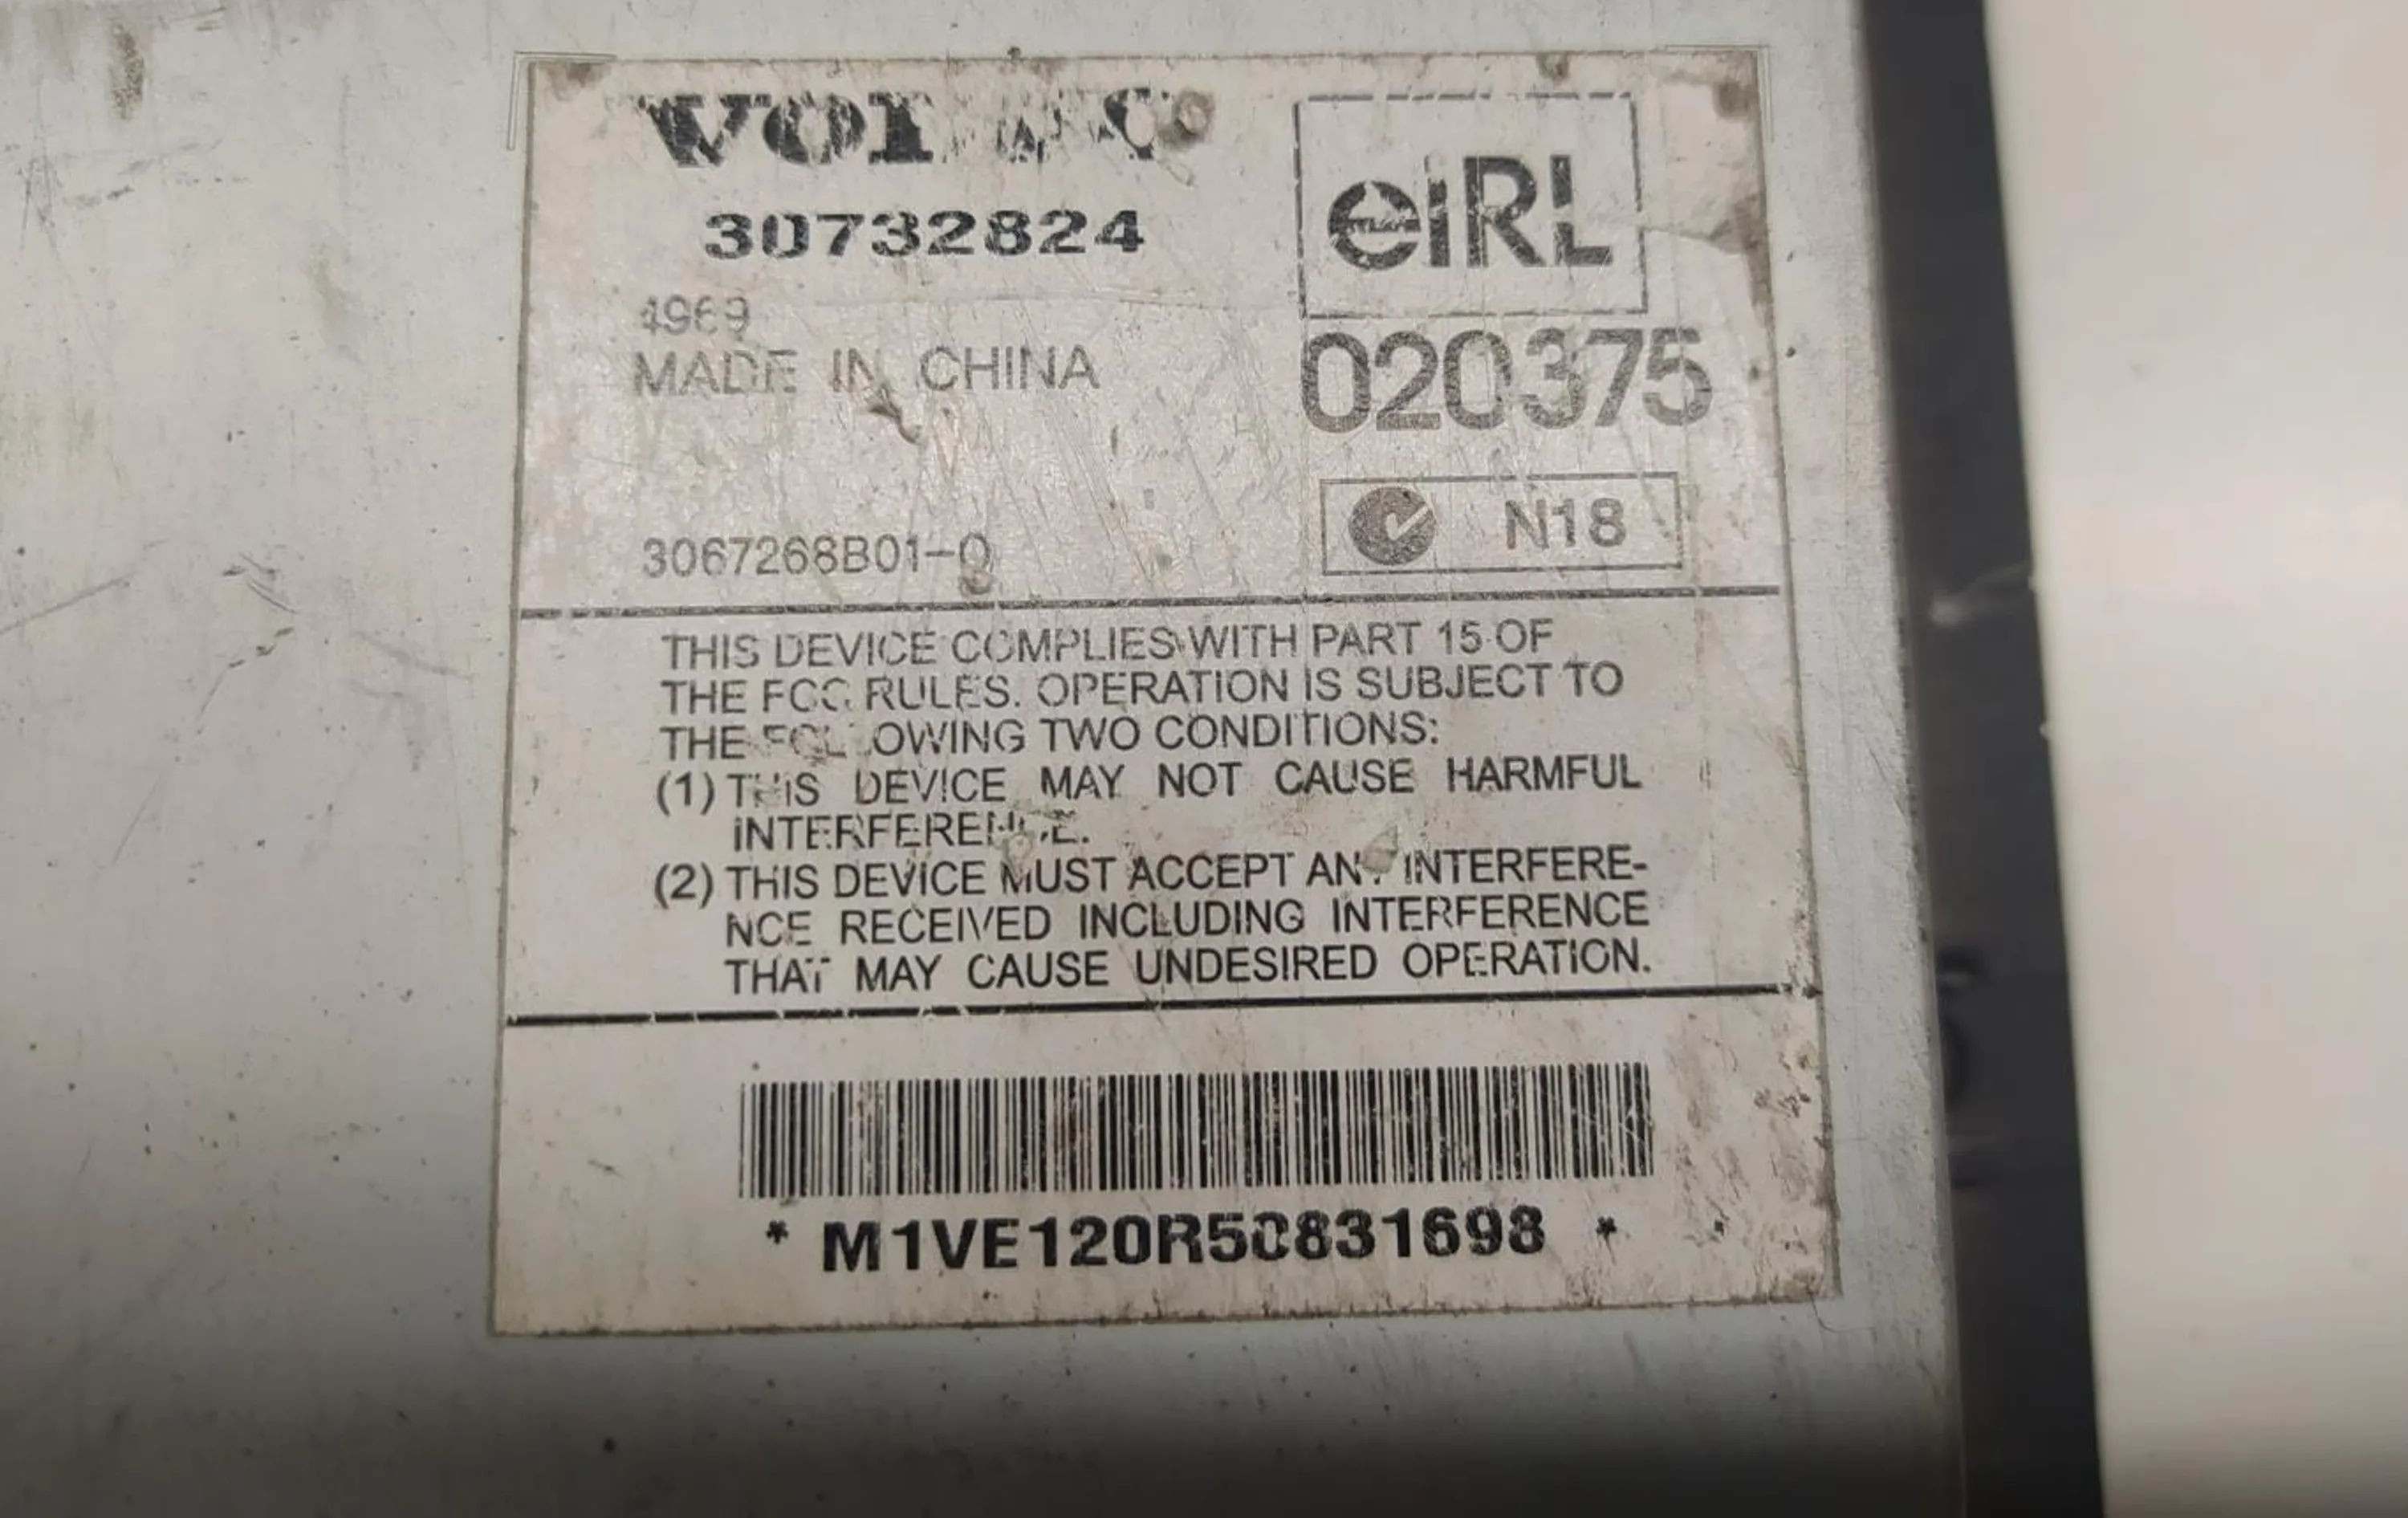 VOLVO
30732824
eiRL
4969
MADE IN CHINA
020375
N18
3067268B01-0
THIS DEVICE COMPLIES WITH PART 15 OF
THE FCC RULES. OPERATION IS SUBJECT TO
THE FOLLOWING TWO CONDITIONS:
(1) THIS DEVICE MAY NOT CAUSE HARMFUL
INTERFERENCE.
(2) THIS DEVICE MUST ACCEPT ANY INTERFERE-
NCE RECEIVED INCLUDING INTERFERENCE
THAT MAY CAUSE UNDESIRED OPERATION.
* M1VE120R50831698 *